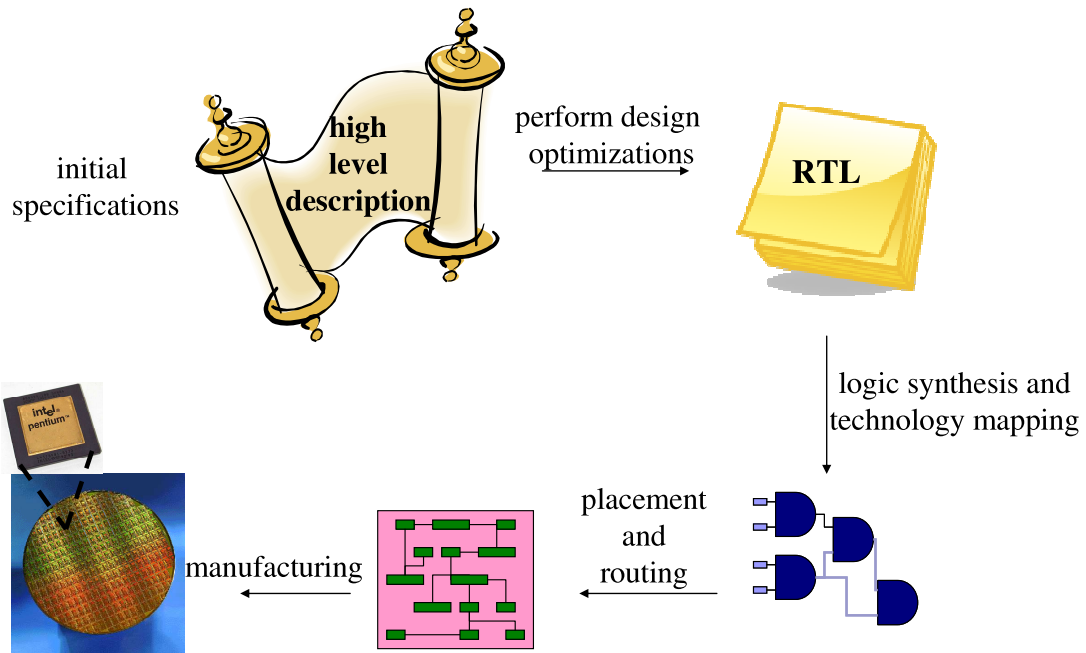 initial
specifications
high
level
description
perform design
optimizations
RTL
logic synthesis and
technology mapping
placement
and
routing
manufacturing
intel®
pentium™